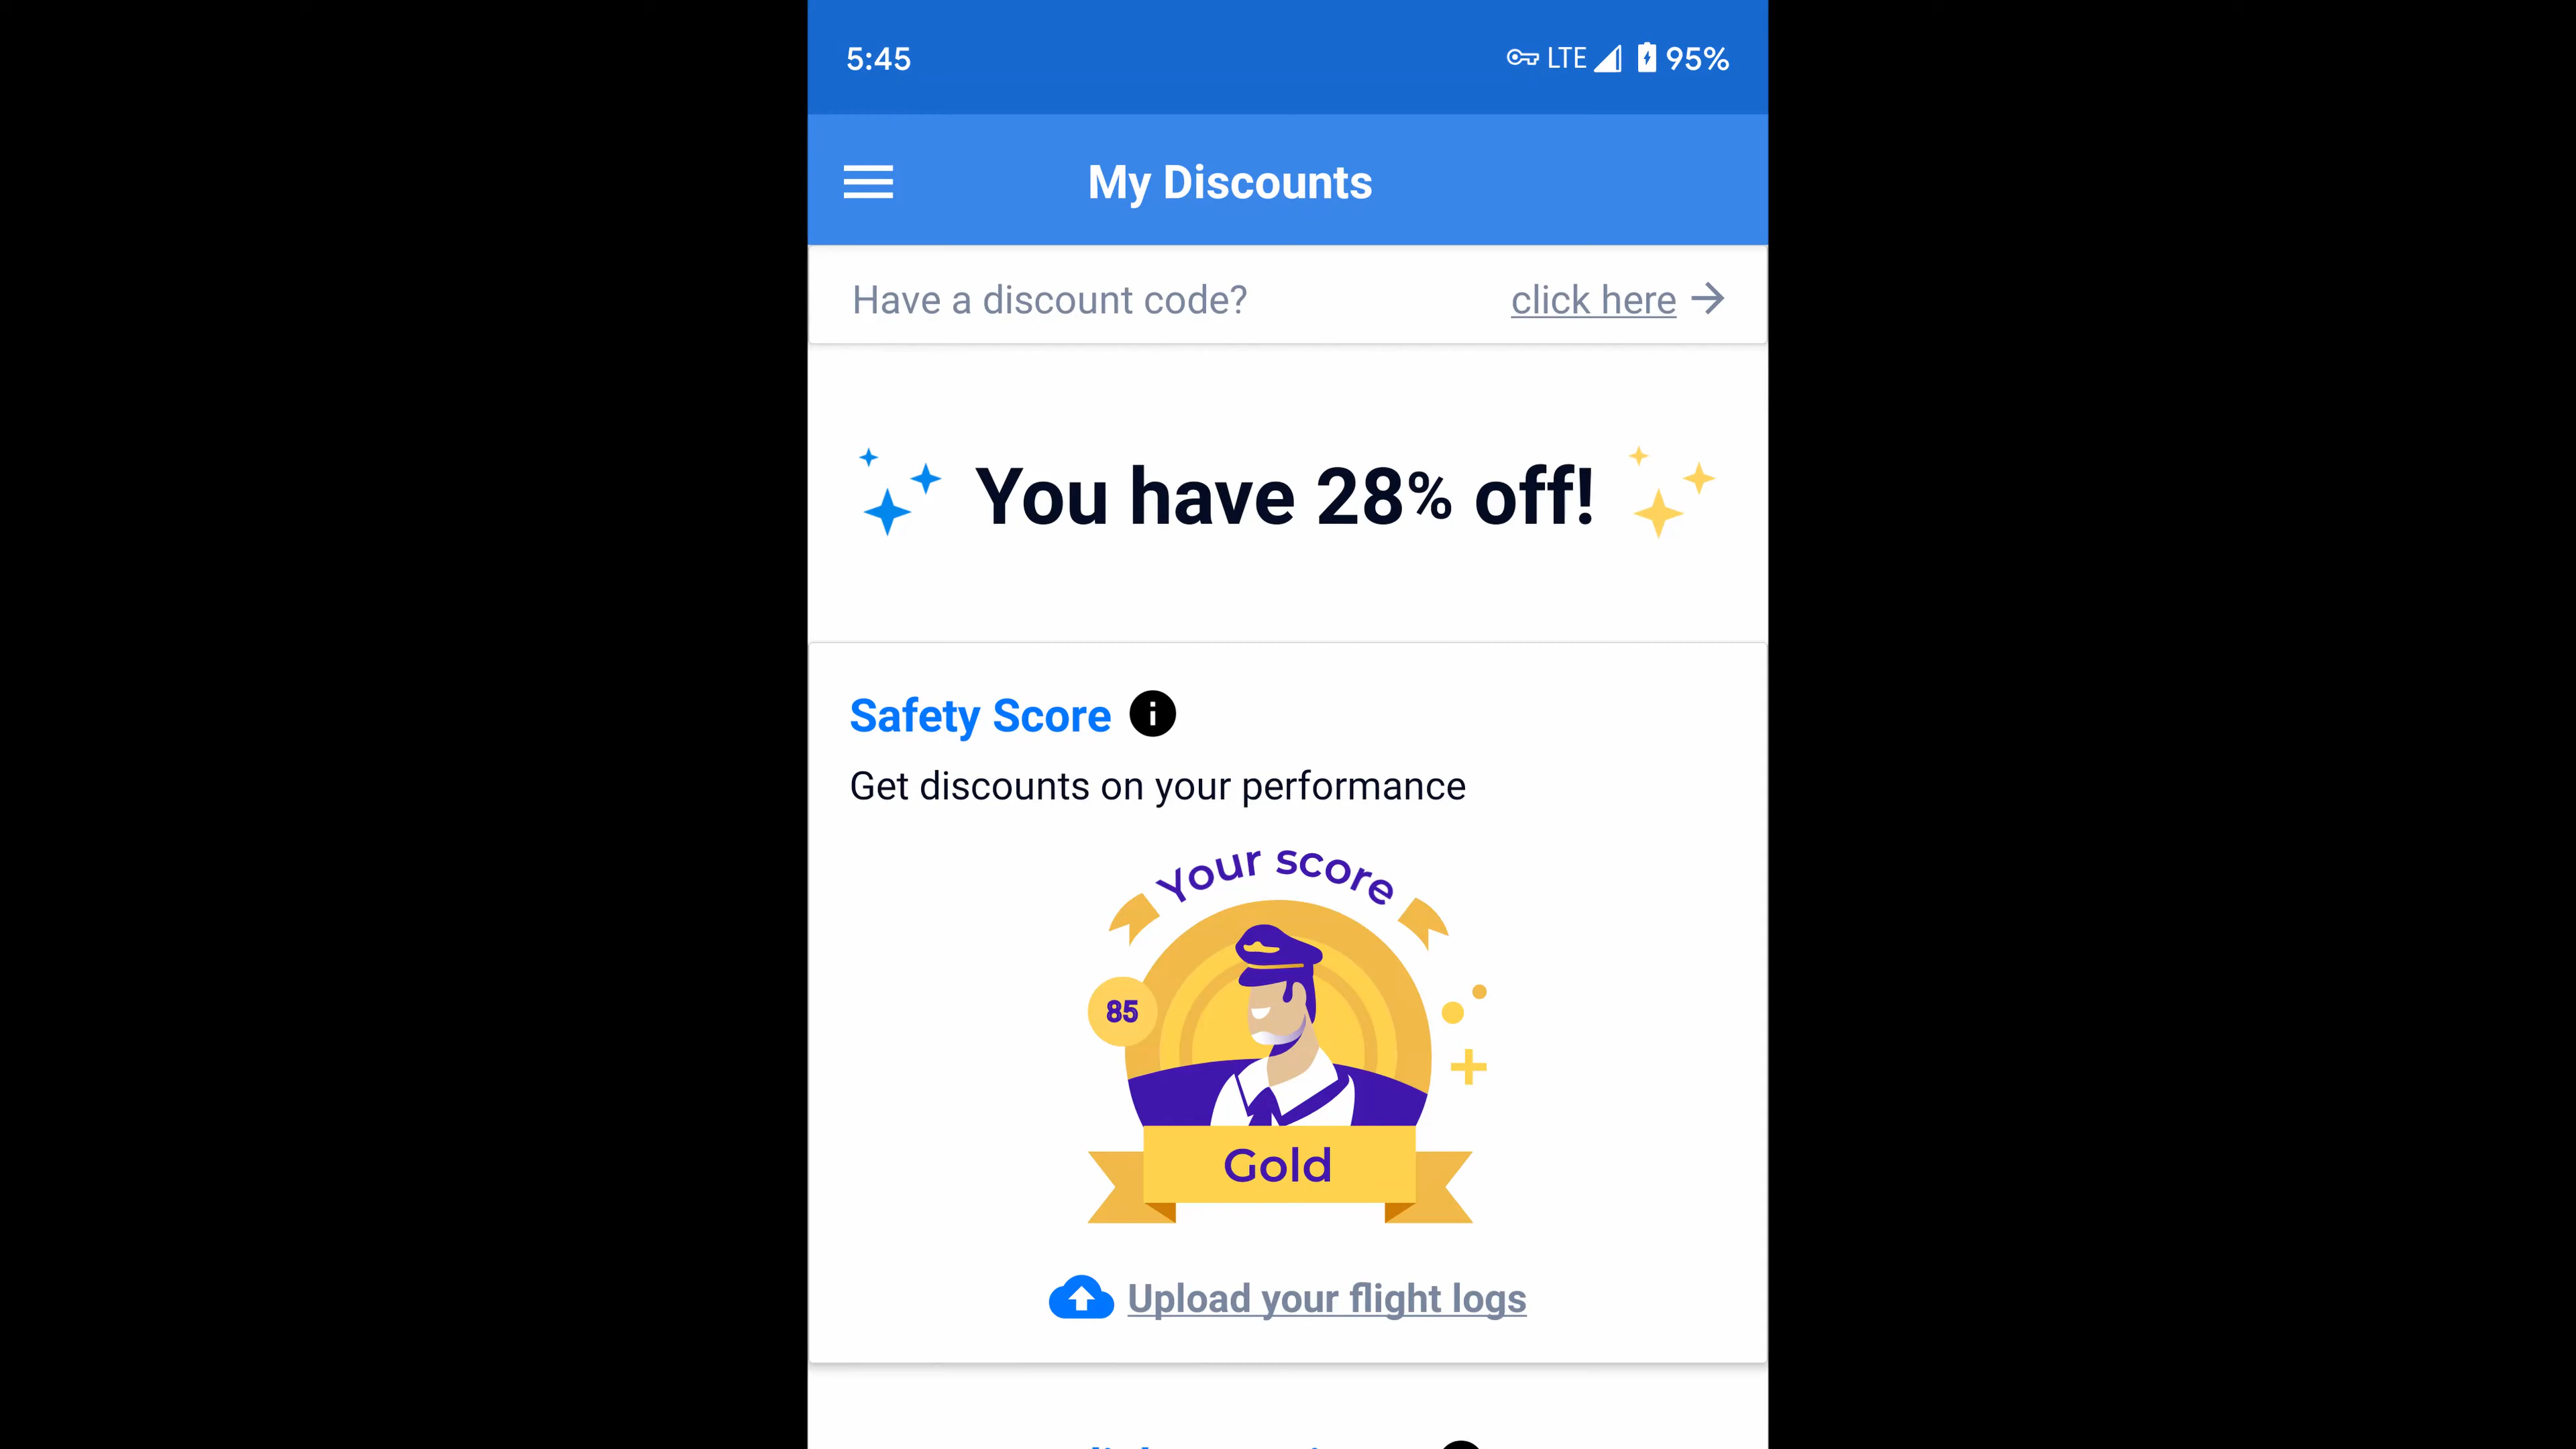 5:45 LTE 95%
My Discounts
Have a discount code? click here
You have 28% off!
Safety Score
Get discounts on your performance
Your score
85
Gold
Upload your flight logs